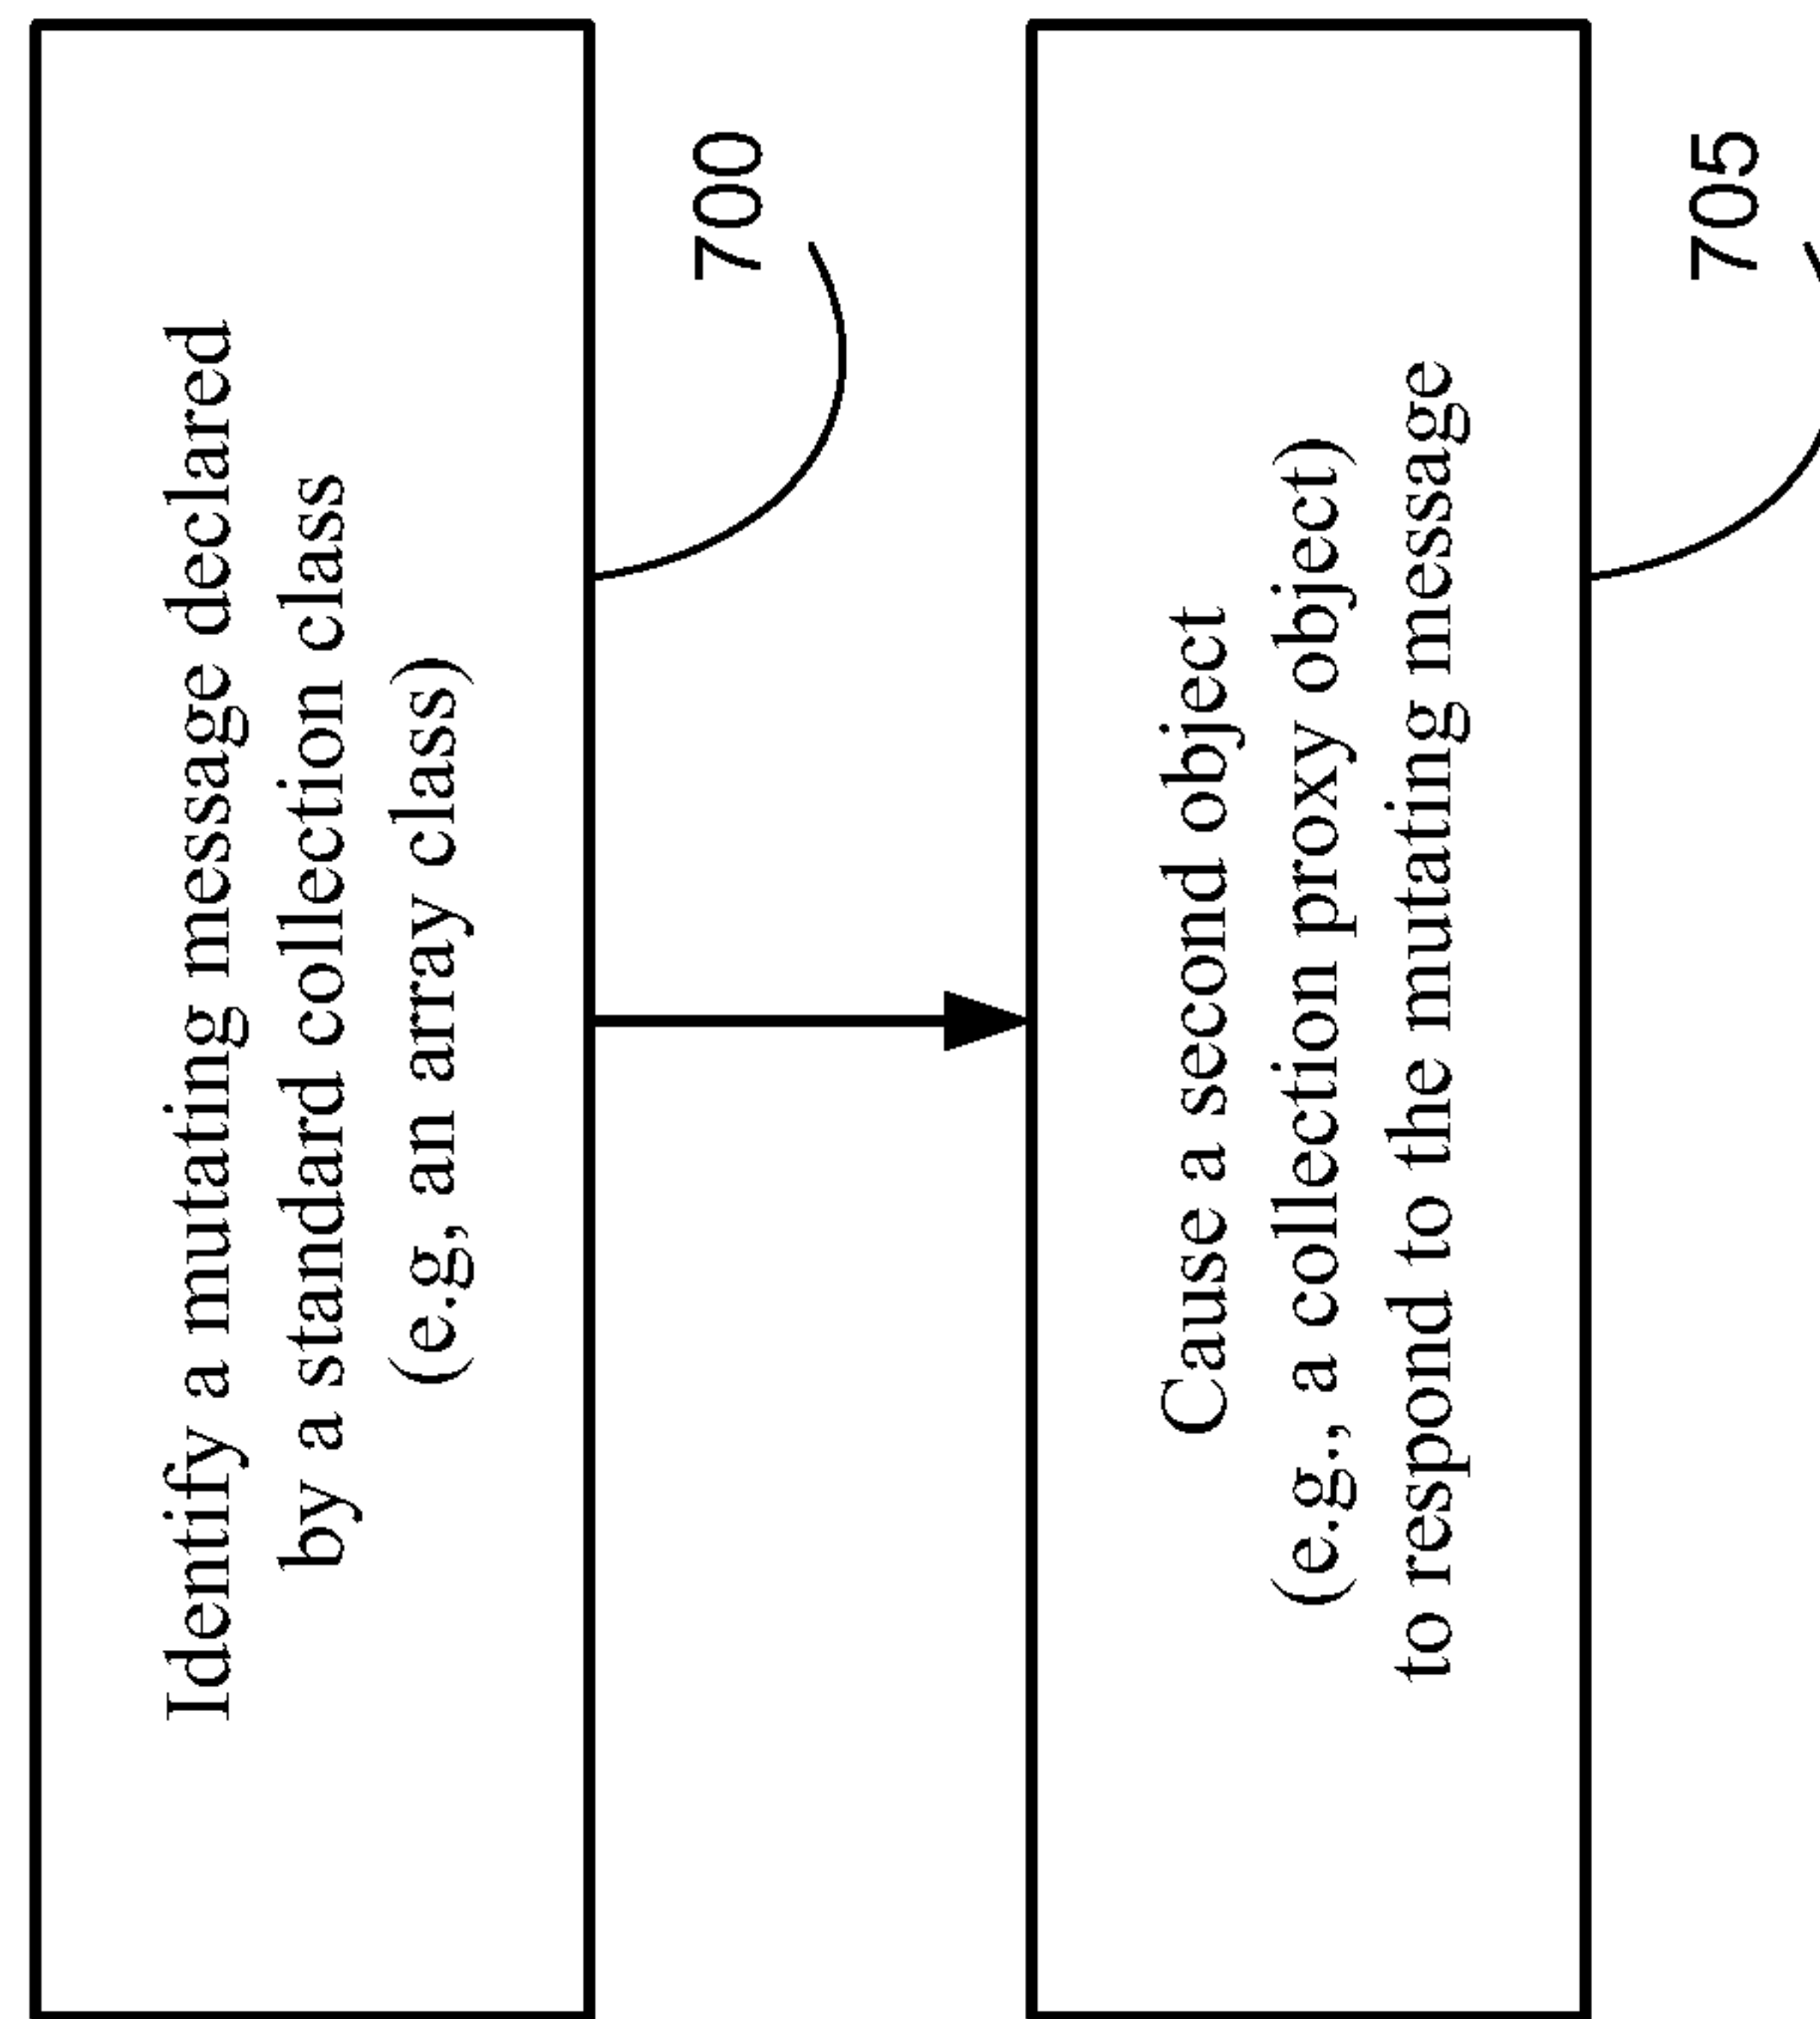 Identify a mutating message declared
by a standard collection class
(e.g, an array class)
700
Cause a second object
(e.g., a collection proxy object)
to respond to the mutating message
705